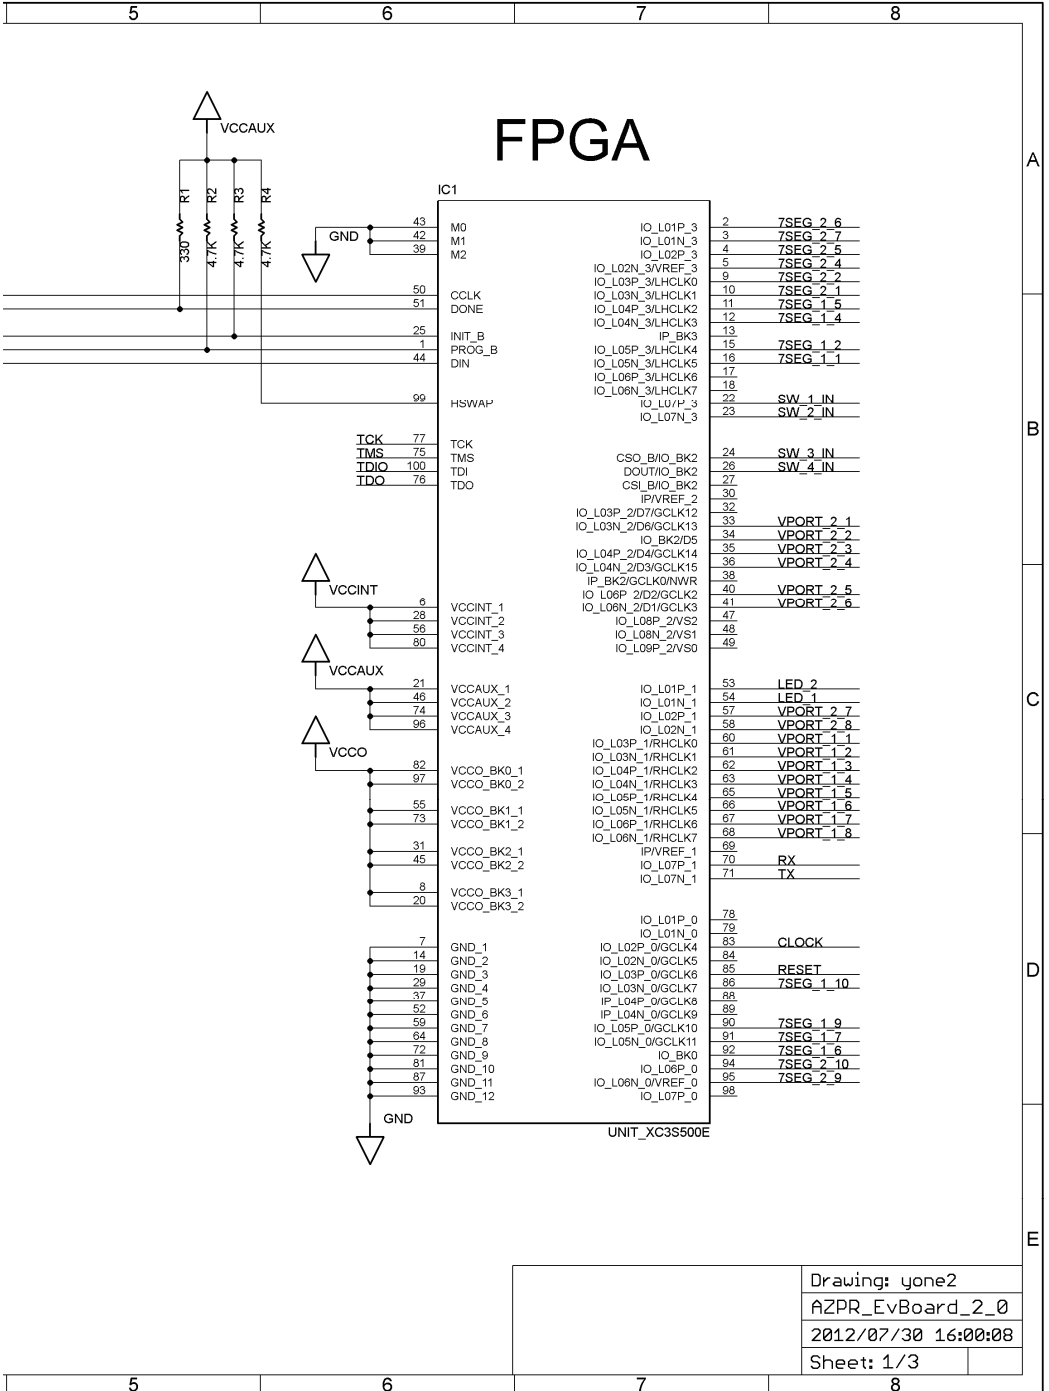 5 6 7 8
VCCAUX
FPGA
A
R1 R2 R3 R4
330 4.7K 4.7K 4.7K
IC1
GND
43 M0
42 M1
39 M2
50 CCLK
51 DONE
25 INIT_B
1 PROG_B
44 DIN
99 HSWAP
TCK 77 TCK
TMS 75 TMS
TDIO 100 TDI
TDO 76 TDO
VCCINT
6 VCCINT_1
28 VCCINT_2
56 VCCINT_3
80 VCCINT_4
VCCAUX
21 VCCAUX_1
46 VCCAUX_2
74 VCCAUX_3
96 VCCAUX_4
VCCO
82 VCCO_BK0_1
97 VCCO_BK0_2
55 VCCO_BK1_1
73 VCCO_BK1_2
31 VCCO_BK2_1
45 VCCO_BK2_2
8 VCCO_BK3_1
20 VCCO_BK3_2
7 GND_1
14 GND_2
19 GND_3
29 GND_4
37 GND_5
52 GND_6
59 GND_7
64 GND_8
72 GND_9
81 GND_10
87 GND_11
93 GND_12
GND
IO_L01P_3 2 7SEG_2_6
IO_L01N_3 3 7SEG_2_7
IO_L02P_3 4 7SEG_2_5
IO_L02N_3/VREF_3 5 7SEG_2_4
IO_L03P_3/LHCLK0 9 7SEG_2_2
IO_L03N_3/LHCLK1 10 7SEG_2_1
IO_L04P_3/LHCLK2 11 7SEG_1_5
IO_L04N_3/LHCLK3 12 7SEG_1_4
IP_BK3 13
IO_L05P_3/LHCLK4 15 7SEG_1_2
IO_L05N_3/LHCLK5 16 7SEG_1_1
IO_L06P_3/LHCLK6 17
IO_L06N_3/LHCLK7 18
IO_L07P_3 22 SW_1_IN
IO_L07N_3 23 SW_2_IN
B
CSO_B/IO_BK2 24 SW_3_IN
DOUT/IO_BK2 26 SW_4_IN
CSI_B/IO_BK2 27
IP/VREF_2 30
IO_L03P_2/D7/GCLK12 32
IO_L03N_2/D6/GCLK13 33 VPORT_2_1
IO_BK2/D5 34 VPORT_2_2
IO_L04P_2/D4/GCLK14 35 VPORT_2_3
IO_L04N_2/D3/GCLK15 36 VPORT_2_4
IP_BK2/GCLK0/NWR 38
IO_L06P_2/D2/GCLK2 40 VPORT_2_5
IO_L06N_2/D1/GCLK3 41 VPORT_2_6
IO_L08P_2/VS2 47
IO_L08N_2/VS1 48
IO_L09P_2/VS0 49
C
IO_L01P_1 53 LED_2
IO_L01N_1 54 LED_1
IO_L02P_1 57 VPORT_2_7
IO_L02N_1 58 VPORT_2_8
IO_L03P_1/RHCLK0 60 VPORT_1_1
IO_L03N_1/RHCLK1 61 VPORT_1_2
IO_L04P_1/RHCLK2 62 VPORT_1_3
IO_L04N_1/RHCLK3 63 VPORT_1_4
IO_L05P_1/RHCLK4 65 VPORT_1_5
IO_L05N_1/RHCLK5 66 VPORT_1_6
IO_L06P_1/RHCLK6 67 VPORT_1_7
IO_L06N_1/RHCLK7 68 VPORT_1_8
IP/VREF_1 69
IO_L07P_1 70 RX
IO_L07N_1 71 TX
IO_L01P_0 78
IO_L01N_0 79
IO_L02P_0/GCLK4 83 CLOCK
IO_L02N_0/GCLK5 84
IO_L03P_0/GCLK6 85 RESET
D
IO_L03N_0/GCLK7 86 7SEG_1_10
IP_L04P_0/GCLK8 88
IP_L04N_0/GCLK9 89
IO_L05P_0/GCLK10 90 7SEG_1_9
IO_L05N_0/GCLK11 91 7SEG_1_7
IO_BK0 92 7SEG_1_6
IO_L06P_0 94 7SEG_2_10
IO_L06N_0/VREF_0 95 7SEG_2_9
IO_L07P_0 98
UNIT_XC3S500E
E
Drawing: yone2
AZPR_EvBoard_2_0
2012/07/30 16:00:08
Sheet: 1/3
5 6 7 8